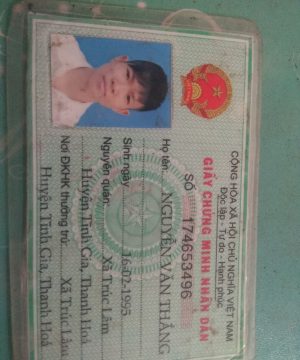 CỘNG HÒA XÃ HỘI CHỦ NGHĨA VIỆT NAM
Độc lập - Tự do - Hạnh phúc
GIẤY CHỨNG MINH NHÂN DÂN
SỐ 174653496
Họ tên: NGUYỄN VĂN THẮNG
Sinh ngày: 16-02-1995
Nguyên quán: Xã Trúc Lâm
Huyện Tĩnh Gia, Thanh Hoá
Nơi ĐKHK thường trú: Xã Trúc Lâm
Huyện Tĩnh Gia, Thanh Hoá